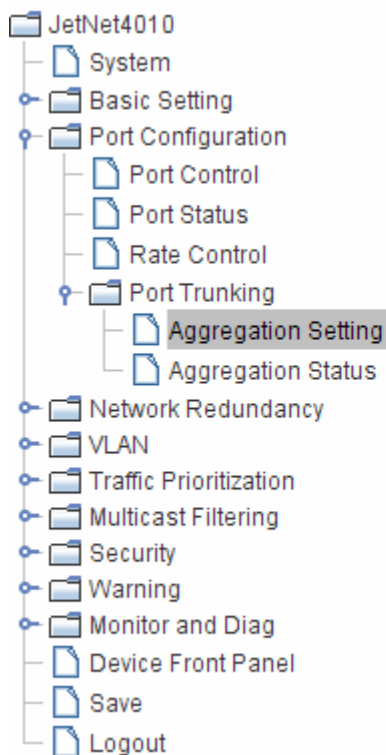 JetNet4010
System
Basic Setting
Port Configuration
Port Control
Port Status
Rate Control
Port Trunking
Aggregation Setting
Aggregation Status
Network Redundancy
VLAN
Traffic Prioritization
Multicast Filtering
Security
Warning
Monitor and Diag
Device Front Panel
Save
Logout